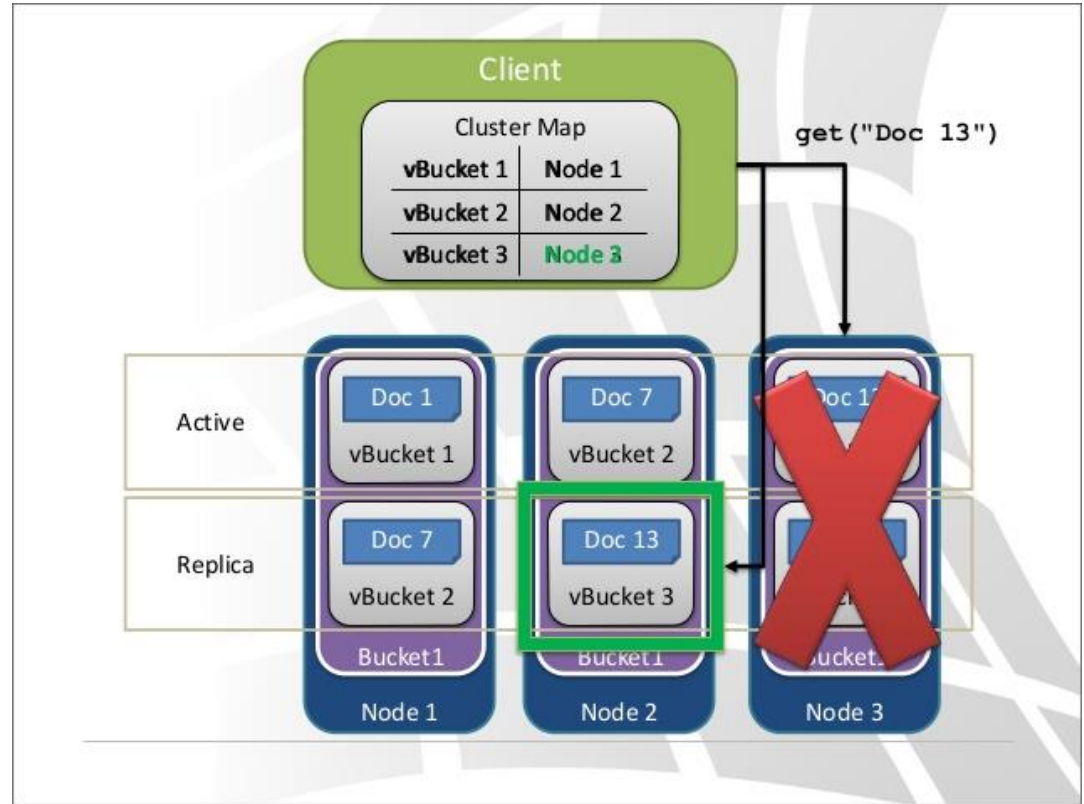 Client
Cluster Map
get("Doc 13")
vBucket 1 Node 1
vBucket 2 Node 2
vBucket 3 Node
Active
Doc 1
Doc 7
vBucket 1
vBucket 2
Replica
Doc 7
Doc 13
vBucket 2
vBucket 3
Bucket1
Bucket1
Node 1
Node 2
Node 3